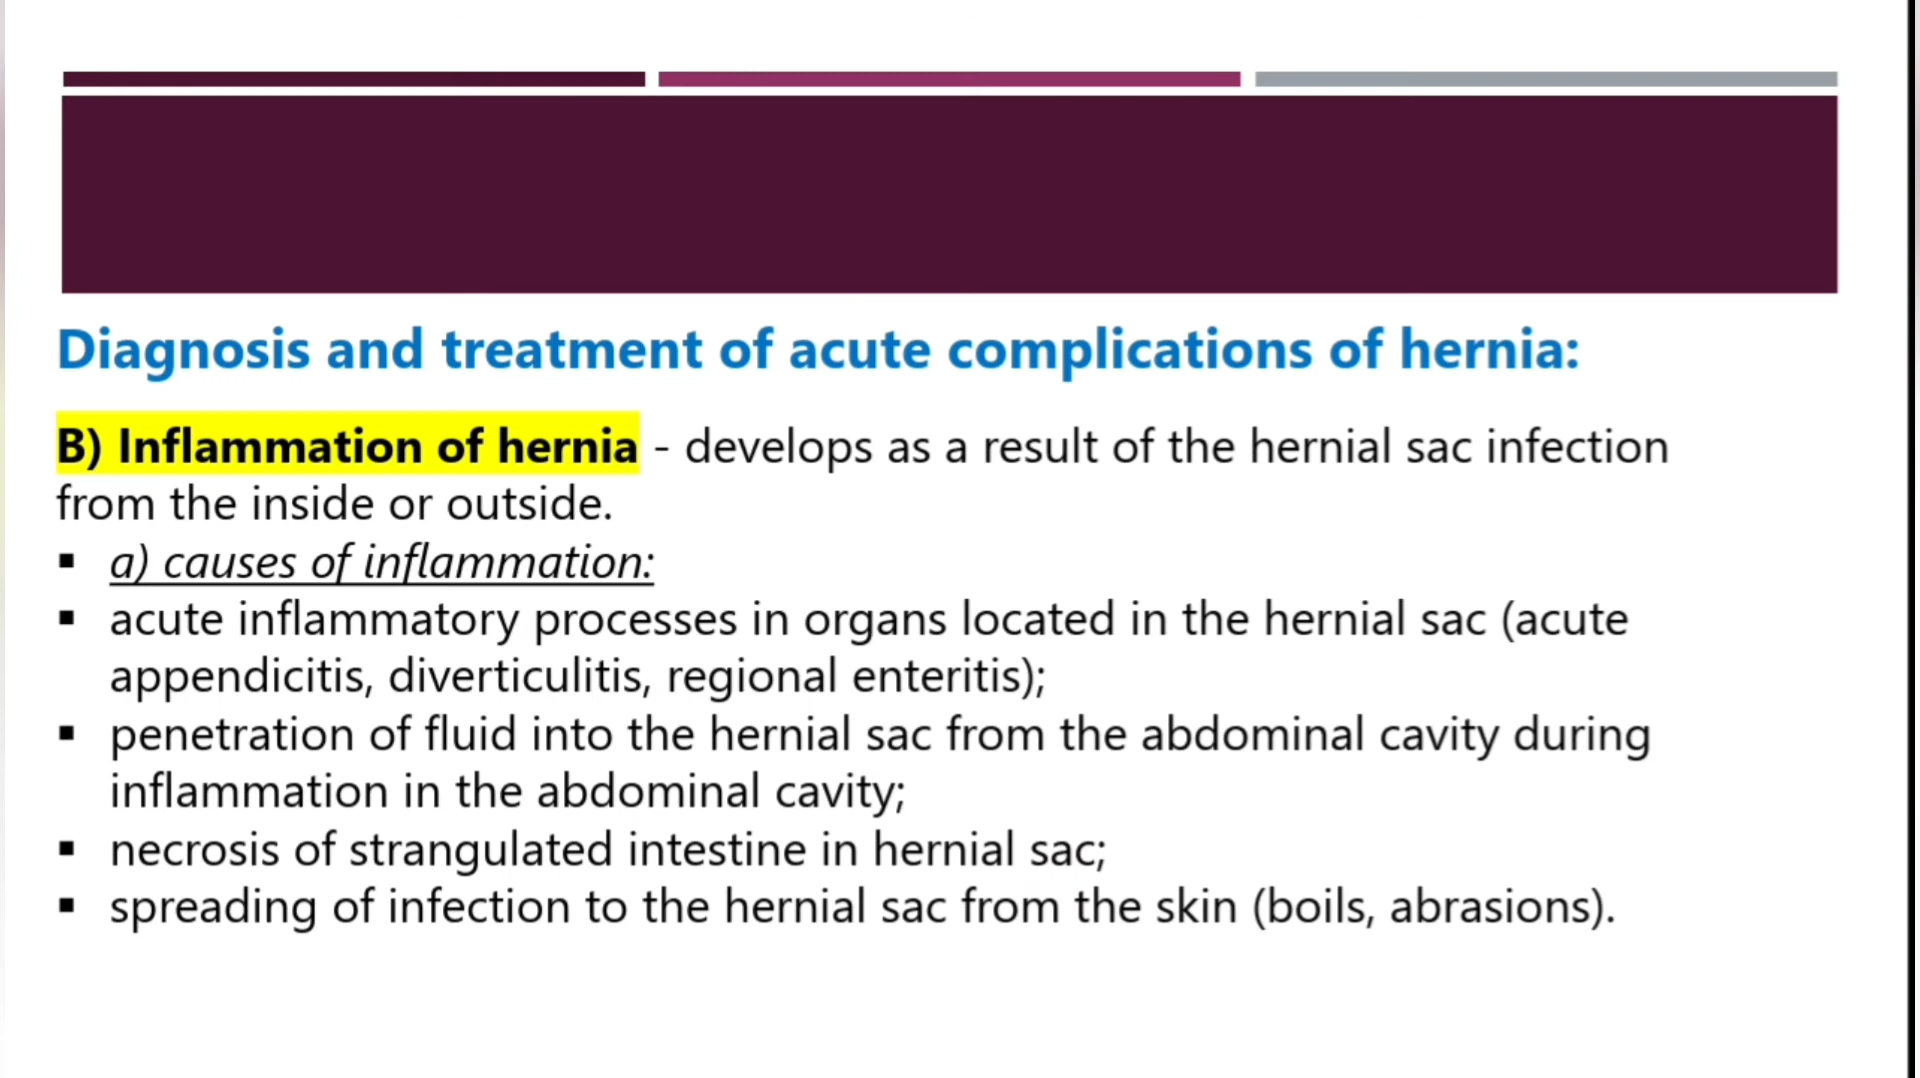 Diagnosis and treatment of acute complications of hernia:
B) Inflammation of hernia - develops as a result of the hernial sac infection
from the inside or outside.
▪ a) causes of inflammation:
▪ acute inflammatory processes in organs located in the hernial sac (acute
appendicitis, diverticulitis, regional enteritis);
▪ penetration of fluid into the hernial sac from the abdominal cavity during
inflammation in the abdominal cavity;
▪ necrosis of strangulated intestine in hernial sac;
▪ spreading of infection to the hernial sac from the skin (boils, abrasions).